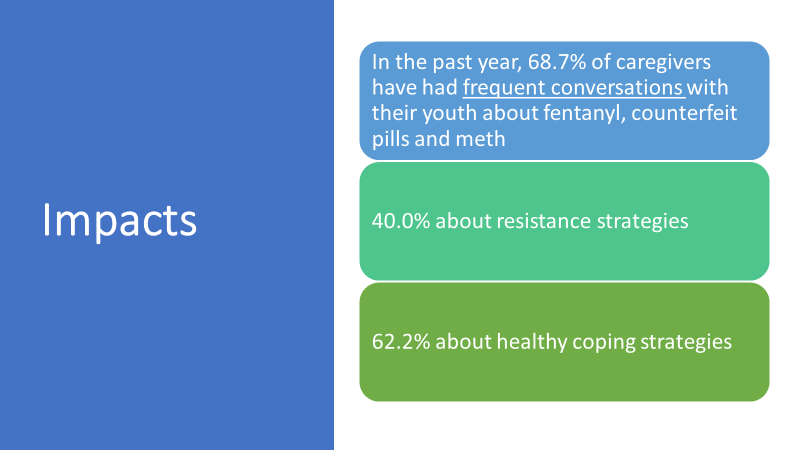 Impacts
In the past year, 68.7% of caregivers
have had frequent conversations with
their youth about fentanyl, counterfeit
pills and meth
40.0% about resistance strategies
62.2% about healthy coping strategies